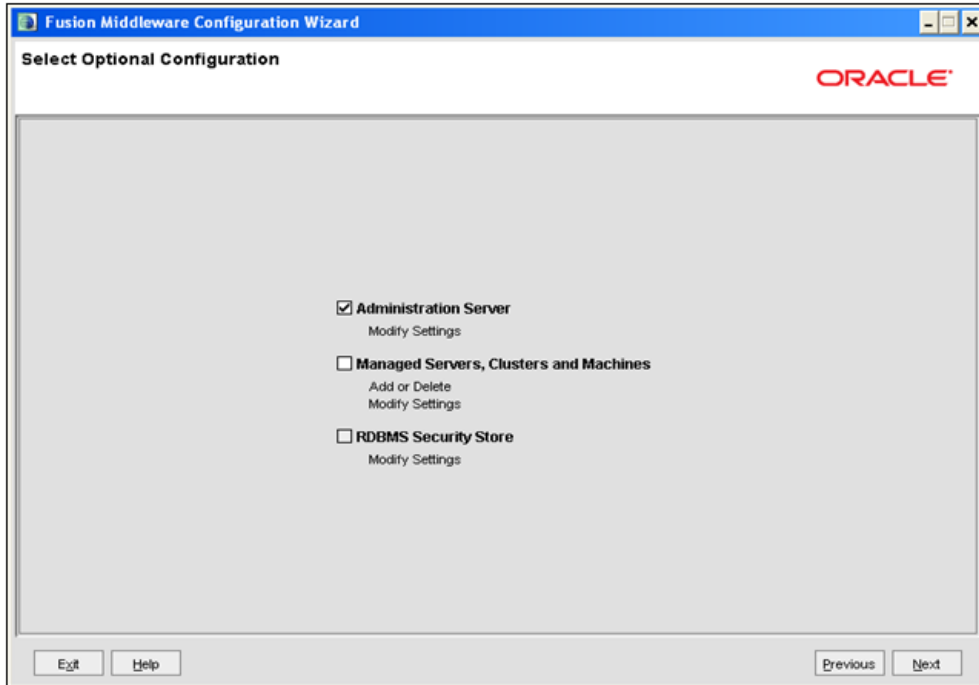 Fusion Middleware Configuration Wizard
Select Optional Configuration
ORACLE
Administration Server
Modify Settings
Managed Servers, Clusters and Machines
Add or Delete
Modify Settings
RDBMS Security Store
Modify Settings
Exit Help Previous Next